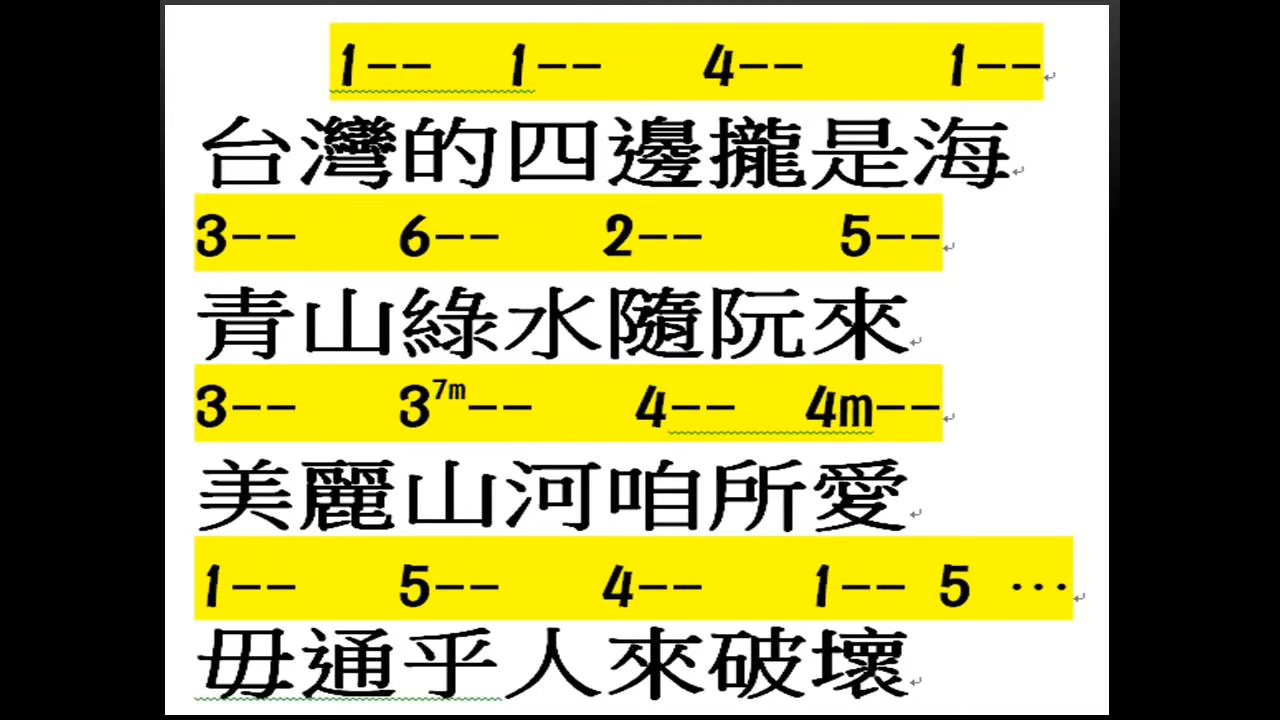 1-- 1-- 4-- 1--
台灣的四邊攏是海
3-- 6-- 2-- 5--
青山綠水隨阮來
3-- 3⁷ᵐ-- 4-- 4m--
美麗山河咱所愛
1-- 5-- 4-- 1-- 5 …
毋通乎人來破壞